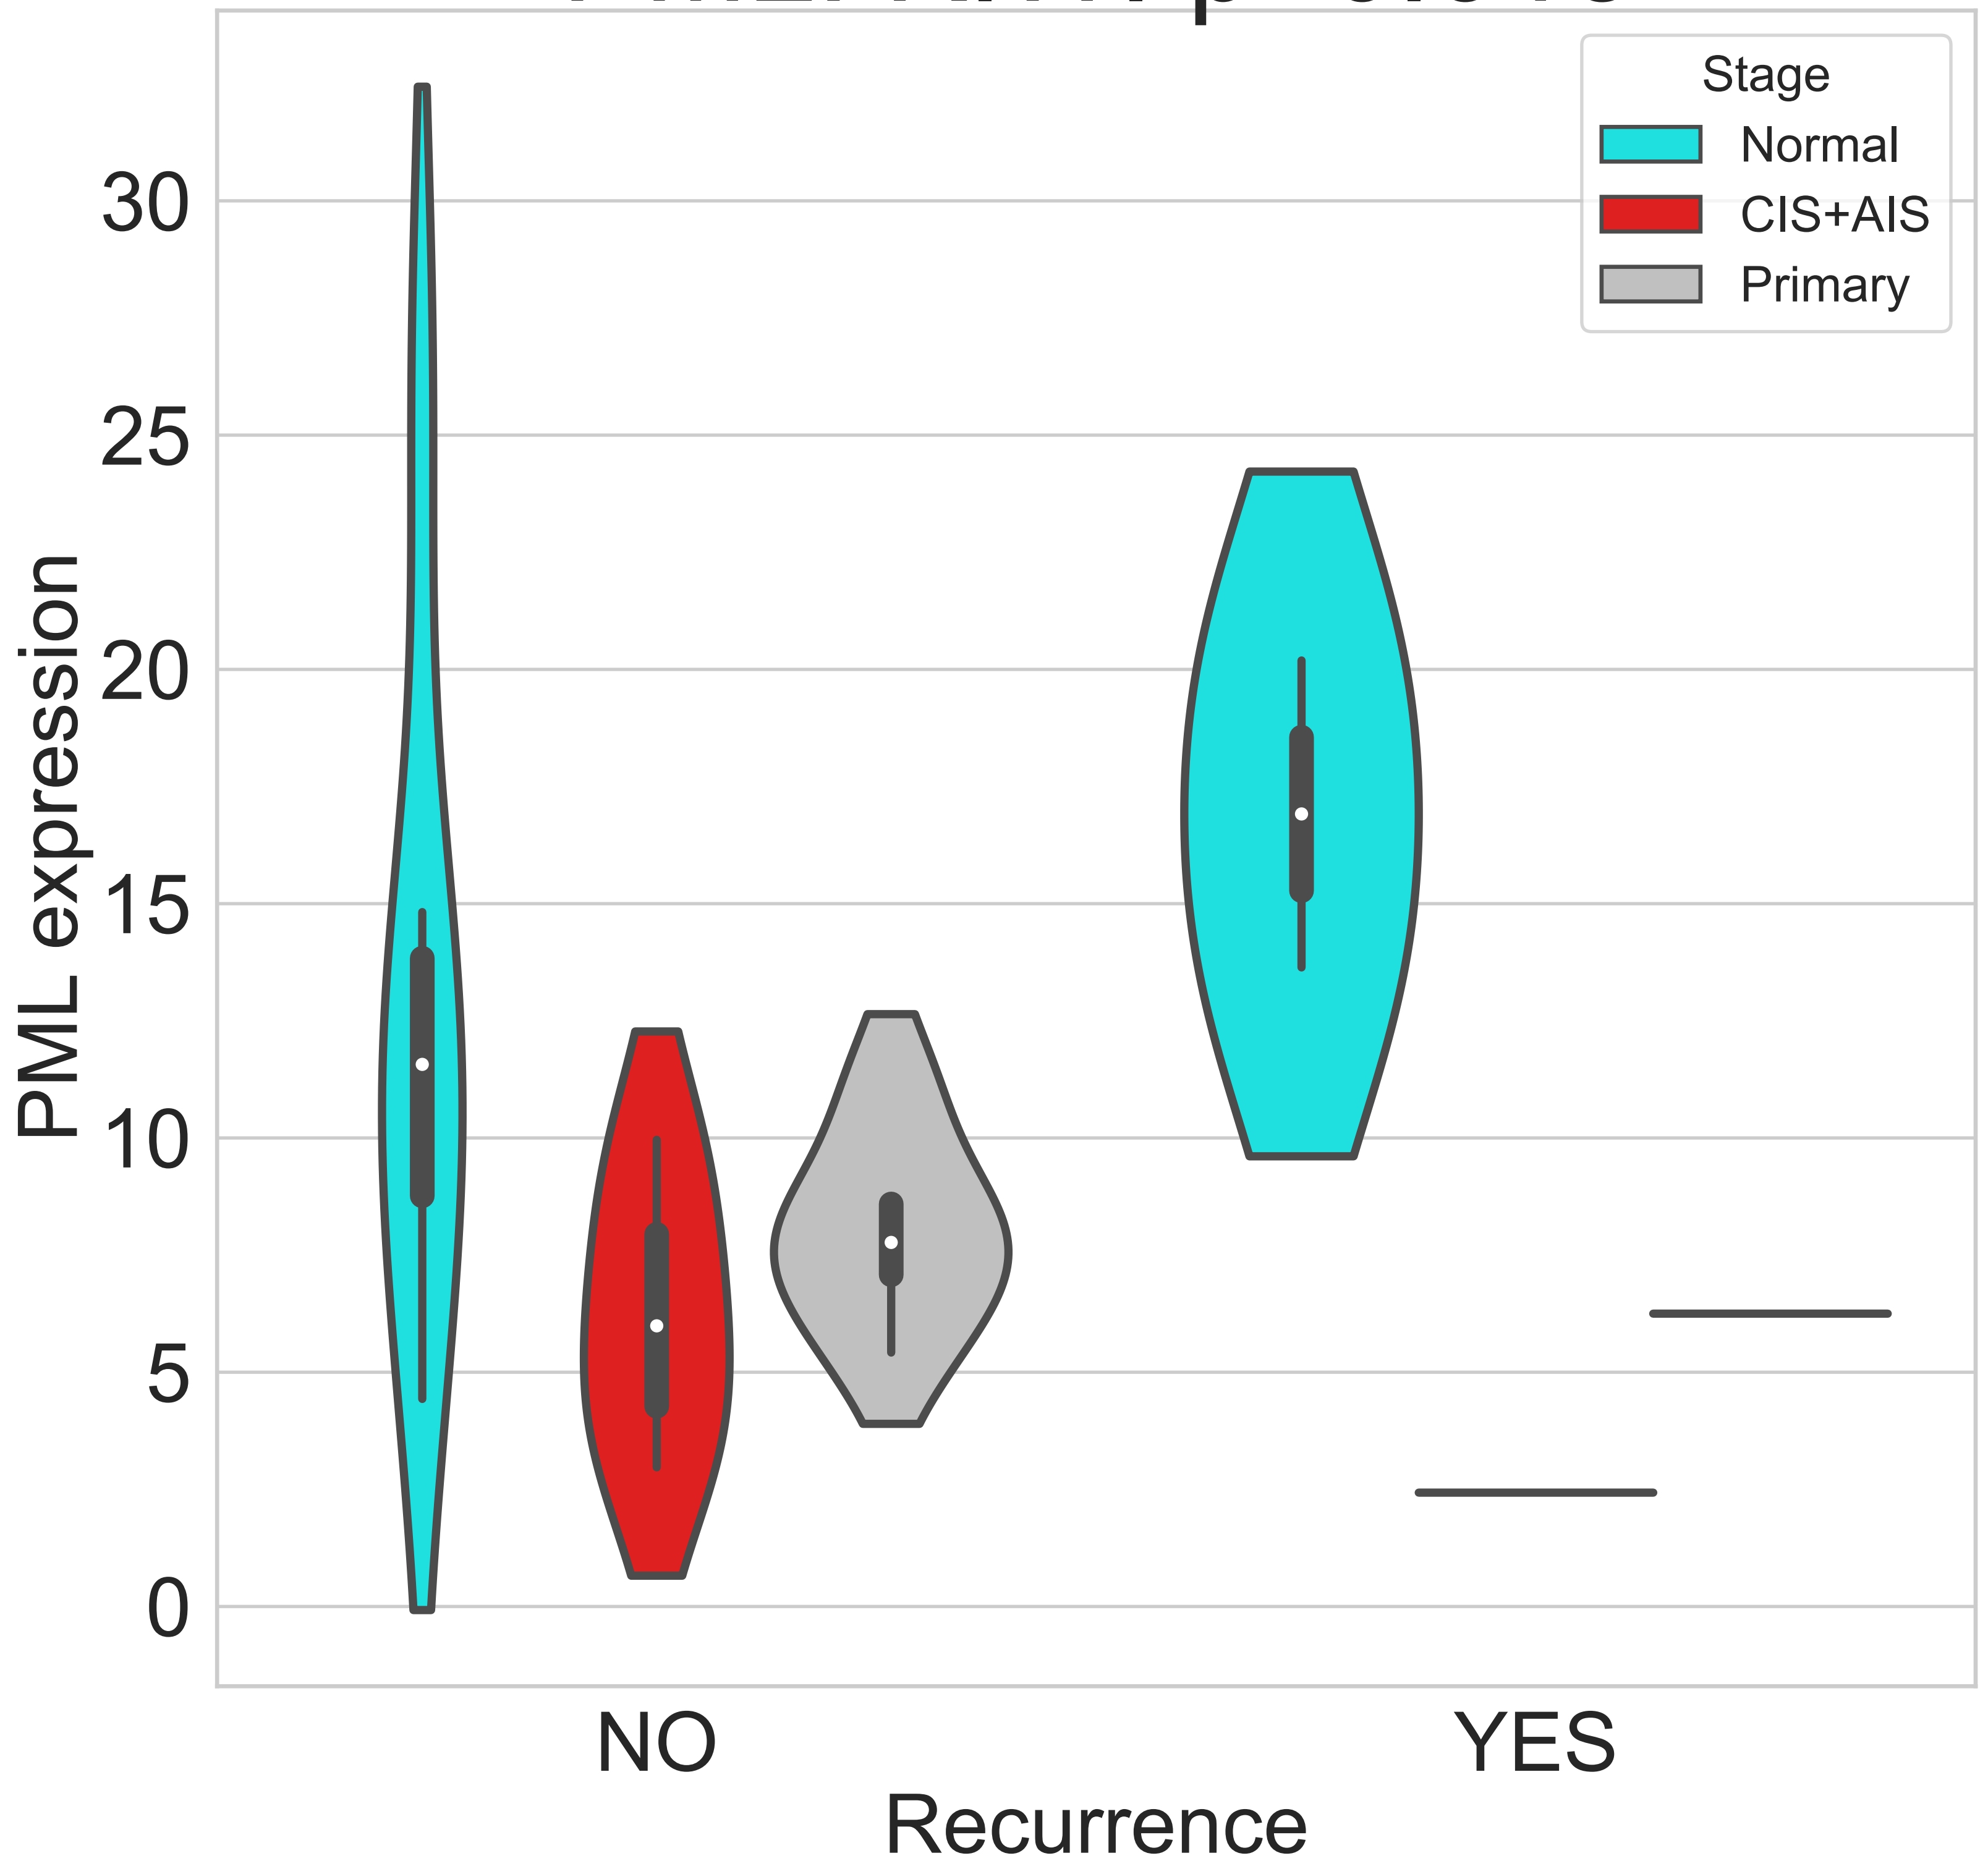 Stage
Normal
CIS+AIS
Primary
PML expression
30
25
20
15
10
5
0
NO
YES
Recurrence